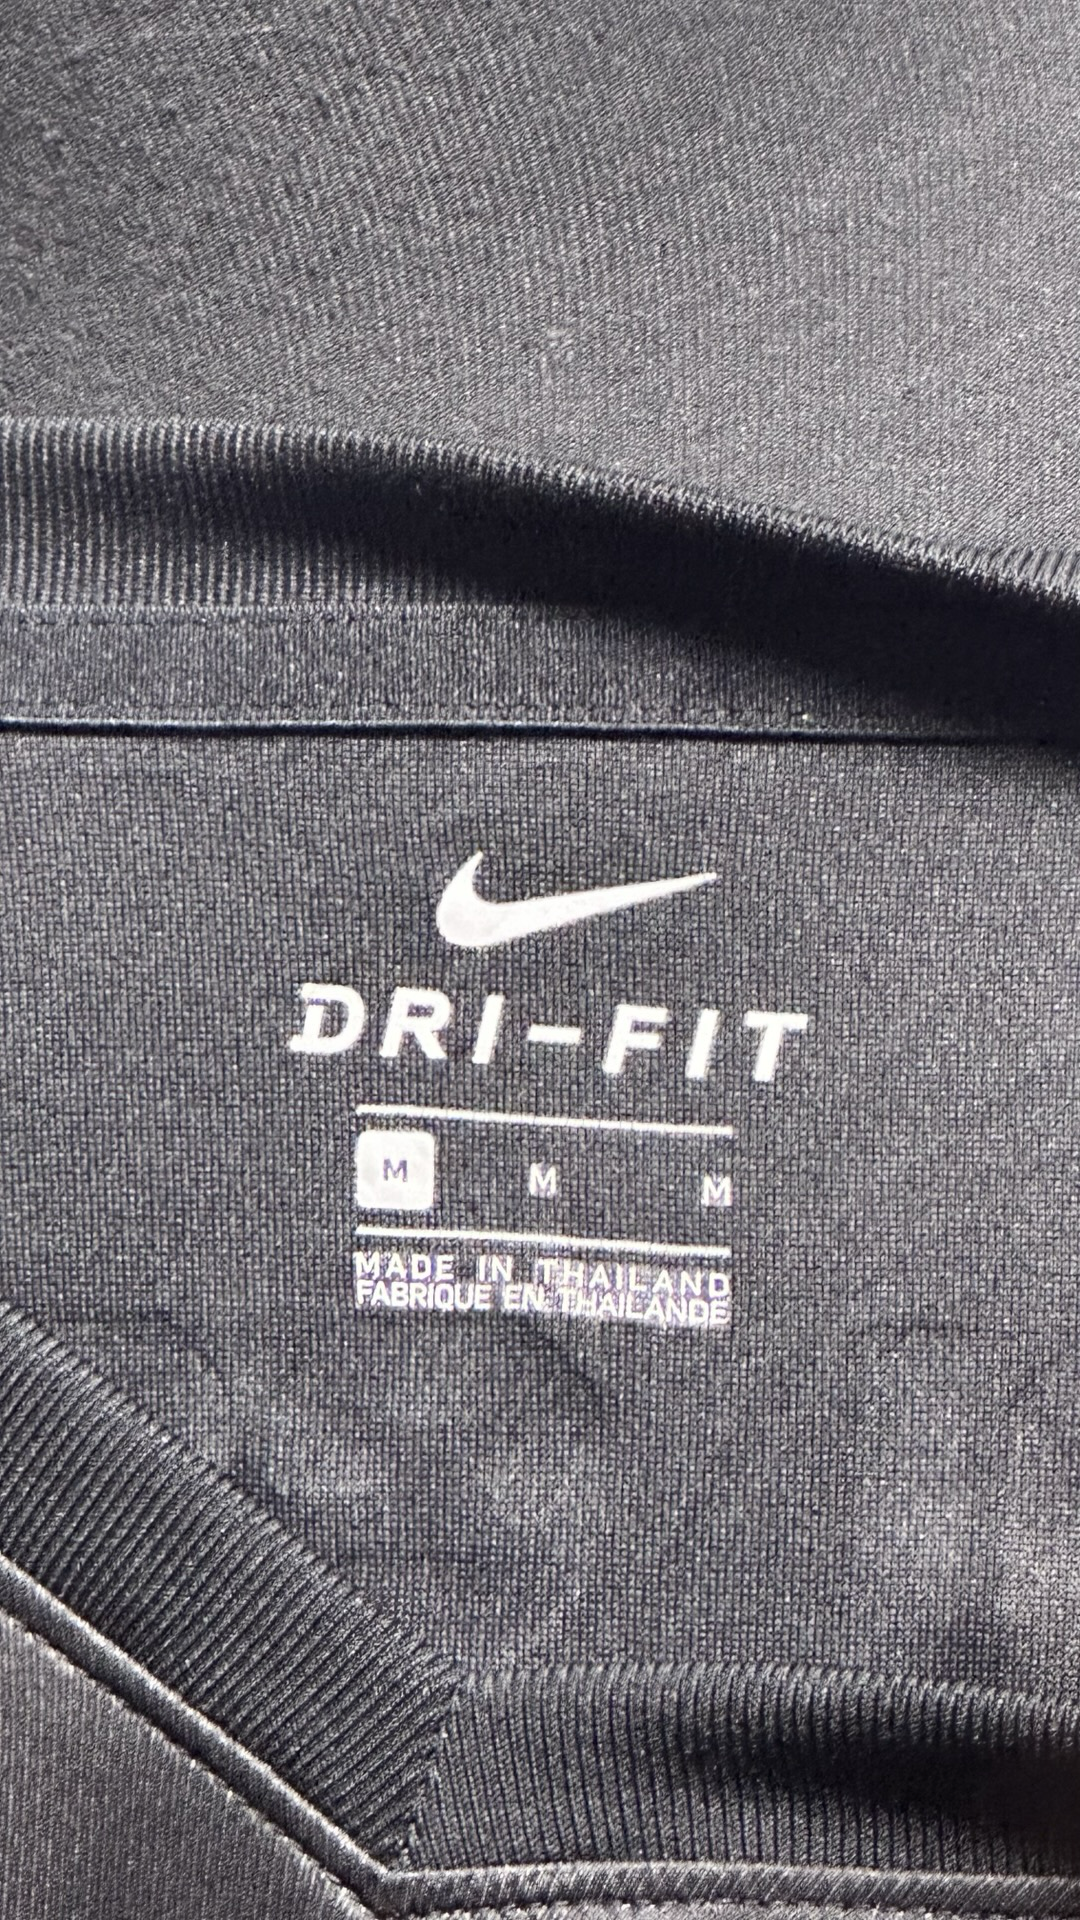 DRI-FIT
M M M
MADE IN THAILAND
FABRIQUE EN THAILANDE